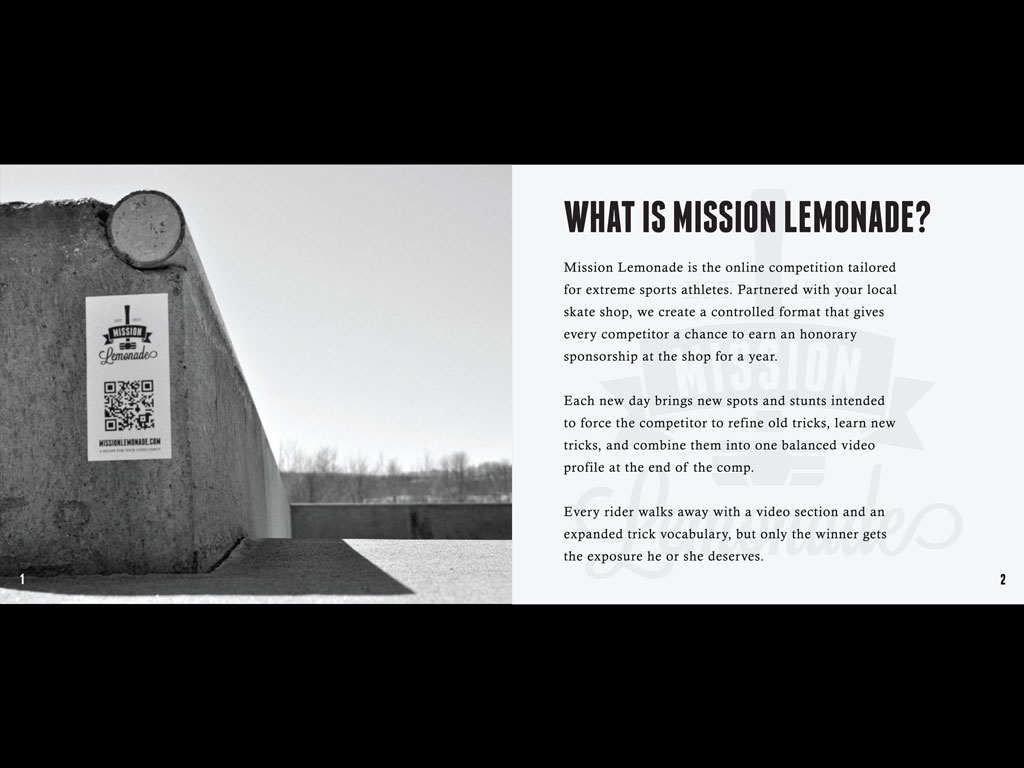 MISSION
Lemonade
MISSIONLEMONADE.COM
1
WHAT IS MISSION LEMONADE?
Mission Lemonade is the online competition tailored
for extreme sports athletes. Partnered with your local
skate shop, we create a controlled format that gives
every competitor a chance to earn an honorary
sponsorship at the shop for a year.
Each new day brings new spots and stunts intended
to force the competitor to refine old tricks, learn new
tricks, and combine them into one balanced video
profile at the end of the comp.
Every rider walks away with a video section and an
expanded trick vocabulary, but only the winner gets
the exposure he or she deserves.
MISSION
Lemonade
2